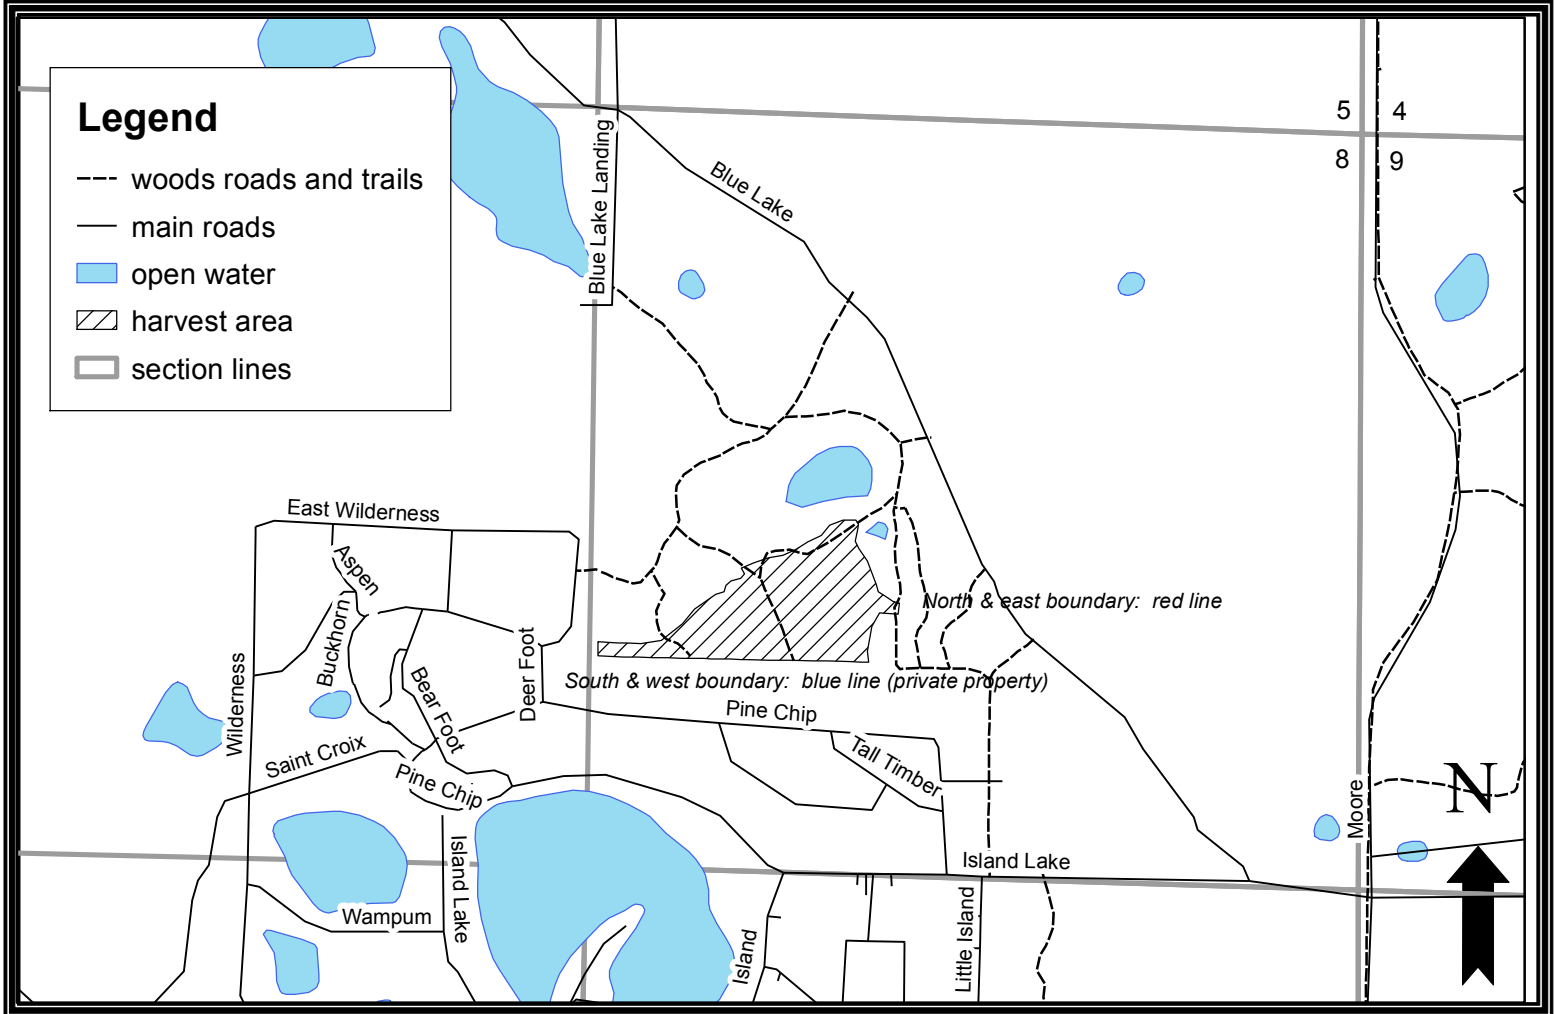 Legend
woods roads and trails
main roads
open water
harvest area
section lines
5 4
8 9
Blue Lake Landing
Blue Lake
East Wilderness
Aspen
Buckhorn
Wilderness
Bear Foot
Deer Foot
North & east boundary: red line
South & west boundary: blue line (private property)
Pine Chip
Tall Timber
Saint Croix
Pine Chip
Moore
N
Island Lake
Island Lake
Wampum
Island
Little Island